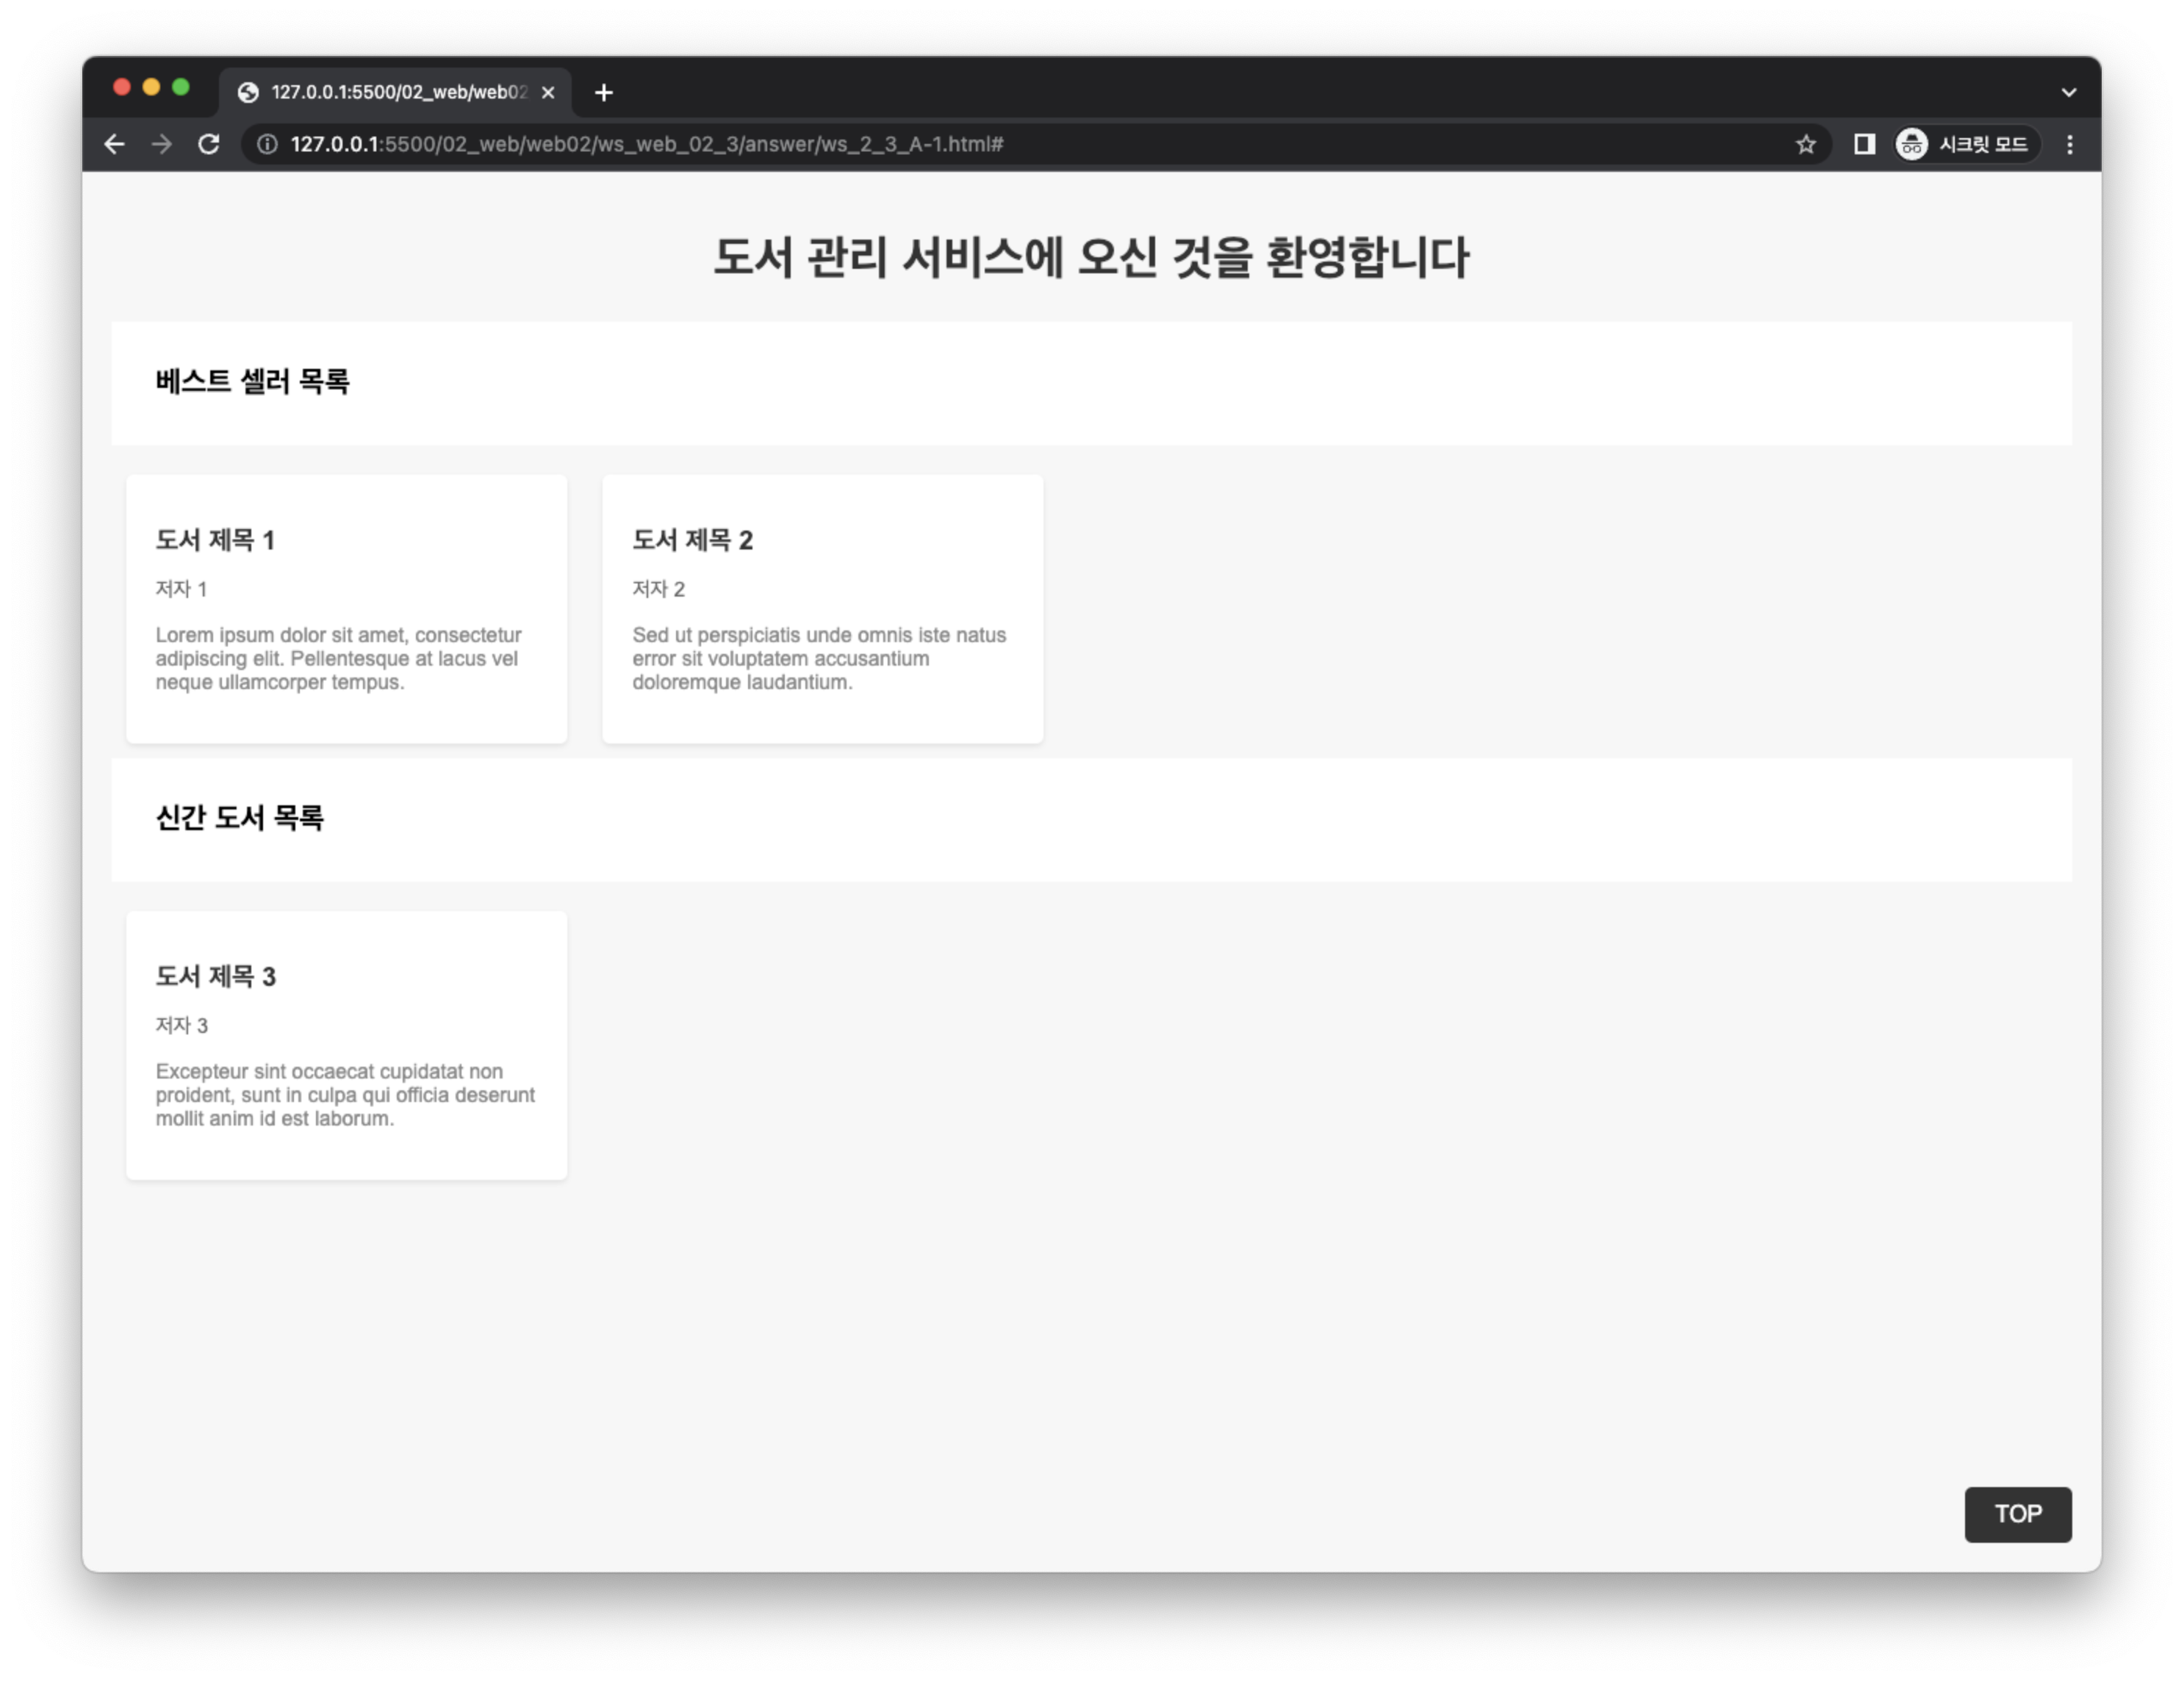 127.0.0.1:5500/02_web/web02
127.0.0.1:5500/02_web/web02/ws_web_02_3/answer/ws_2_3_A-1.html#
시크릿 모드
도서 관리 서비스에 오신 것을 환영합니다
베스트 셀러 목록
도서 제목 1
저자 1
Lorem ipsum dolor sit amet, consectetur
adipiscing elit. Pellentesque at lacus vel
neque ullamcorper tempus.
도서 제목 2
저자 2
Sed ut perspiciatis unde omnis iste natus
error sit voluptatem accusantium
doloremque laudantium.
신간 도서 목록
도서 제목 3
저자 3
Excepteur sint occaecat cupidatat non
proident, sunt in culpa qui officia deserunt
mollit anim id est laborum.
TOP